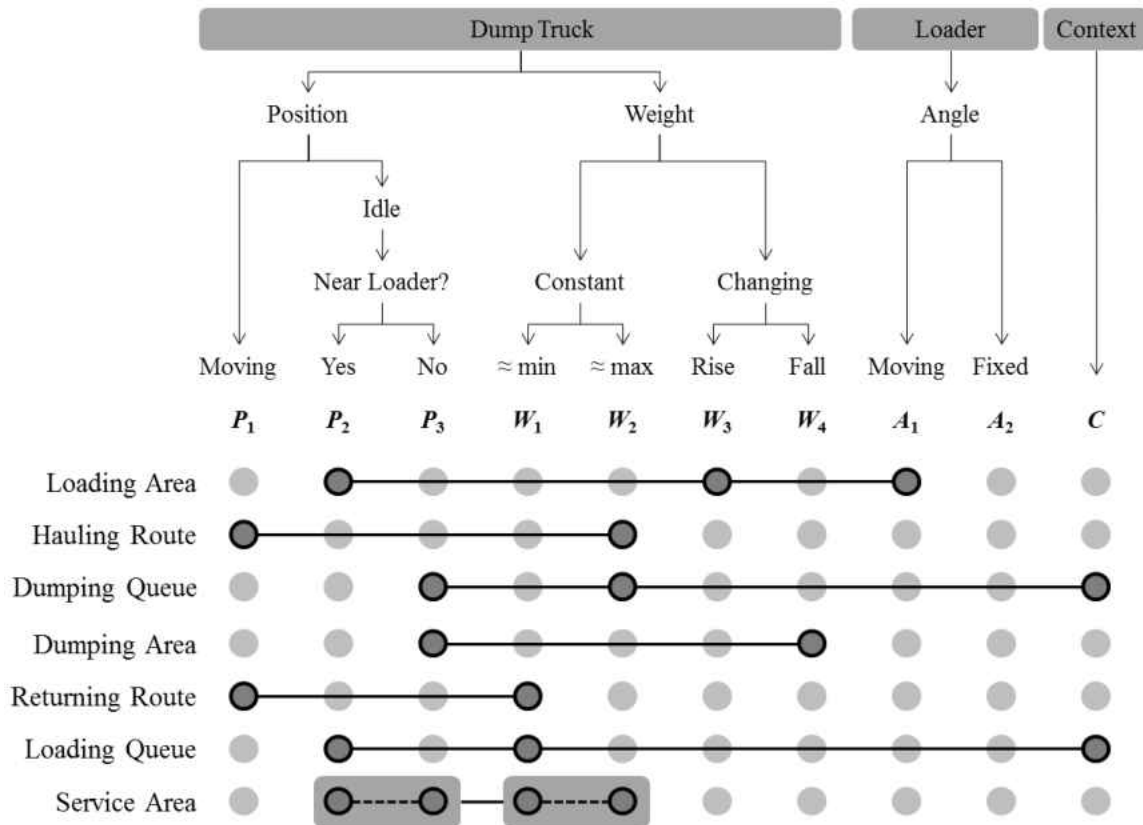 Dump Truck Loader Context
Position Weight Angle
Idle
Near Loader? Constant Changing
Moving Yes No ≈ min ≈ max Rise Fall Moving Fixed
P₁ P₂ P₃ W₁ W₂ W₃ W₄ A₁ A₂ C
Loading Area
Hauling Route
Dumping Queue
Dumping Area
Returning Route
Loading Queue
Service Area